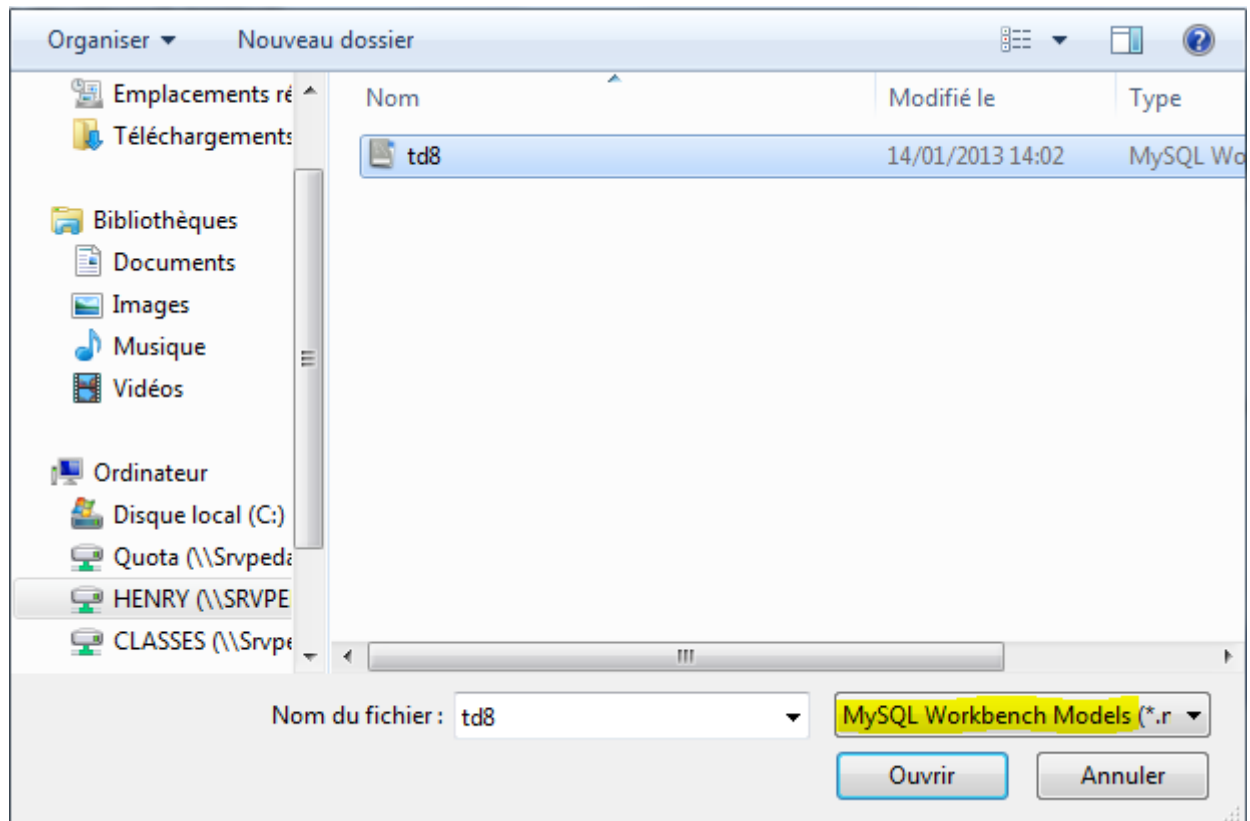 Organiser Nouveau dossier
Emplacements ré
Téléchargements
Bibliothèques
Documents
Images
Musique
Vidéos
Ordinateur
Disque local (C:)
Quota (\\Srvpeda
HENRY (\\SRVPE
CLASSES (\\Srvpe
Nom Modifié le Type
td8 14/01/2013 14:02 MySQL Wo
Nom du fichier : td8 MySQL Workbench Models (*.r
Ouvrir Annuler